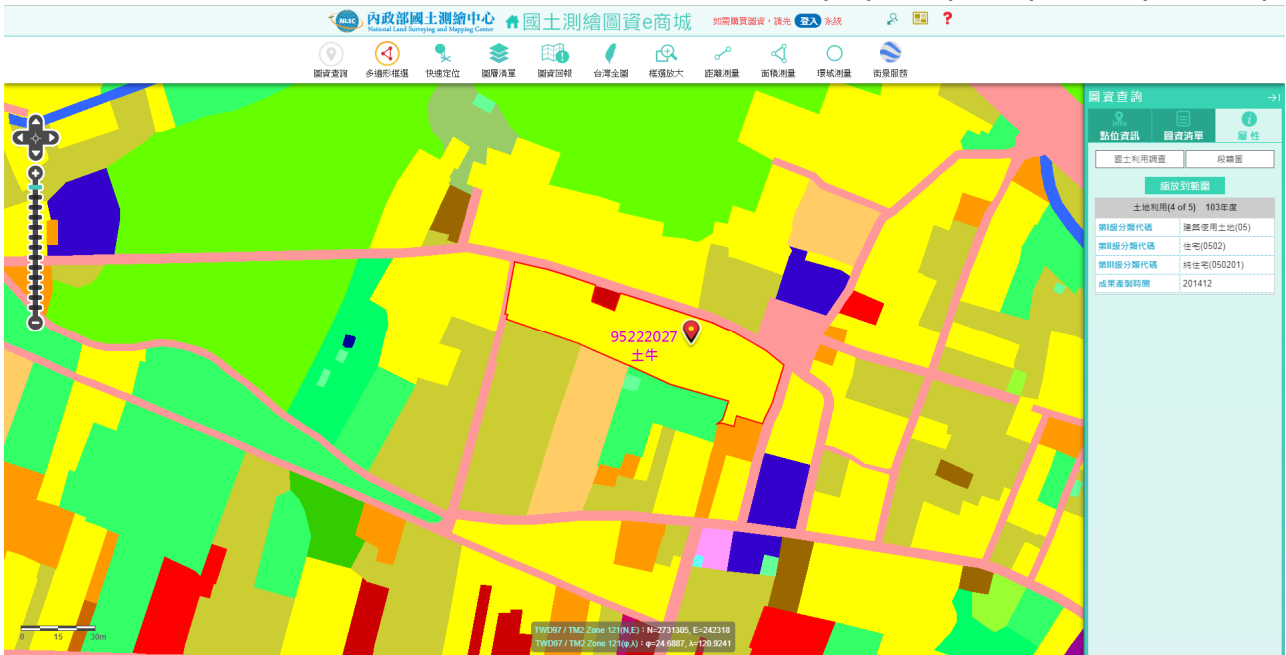 內政部國土測繪中心
National Land Surveying and Mapping Center
NLSC
國土測繪圖資e商城
如需購買圖資，請先 登入 系統
?
圖資查詢 多邊形框選 快速定位 圖層清單 圖資回報 台灣全圖 框選放大 距離測量 面積測量 環域測量 街景服務
圖資查詢
點位資訊 圖資清單 屬性
國土利用調查 段籍圖
縮放到範圍
土地利用(4 of 5) 103年度
第I級分類代碼 建築使用土地(05)
第II級分類代碼 住宅(0502)
第III級分類代碼 純住宅(050201)
成果產製時間 201412
95222027
土牛
0 15 30m
TWD97 / TM2 Zone 121(N,E)：N=2731305, E=242318
TWD97 / TM2 Zone 121(φ,λ)：φ=24.6887, λ=120.9241